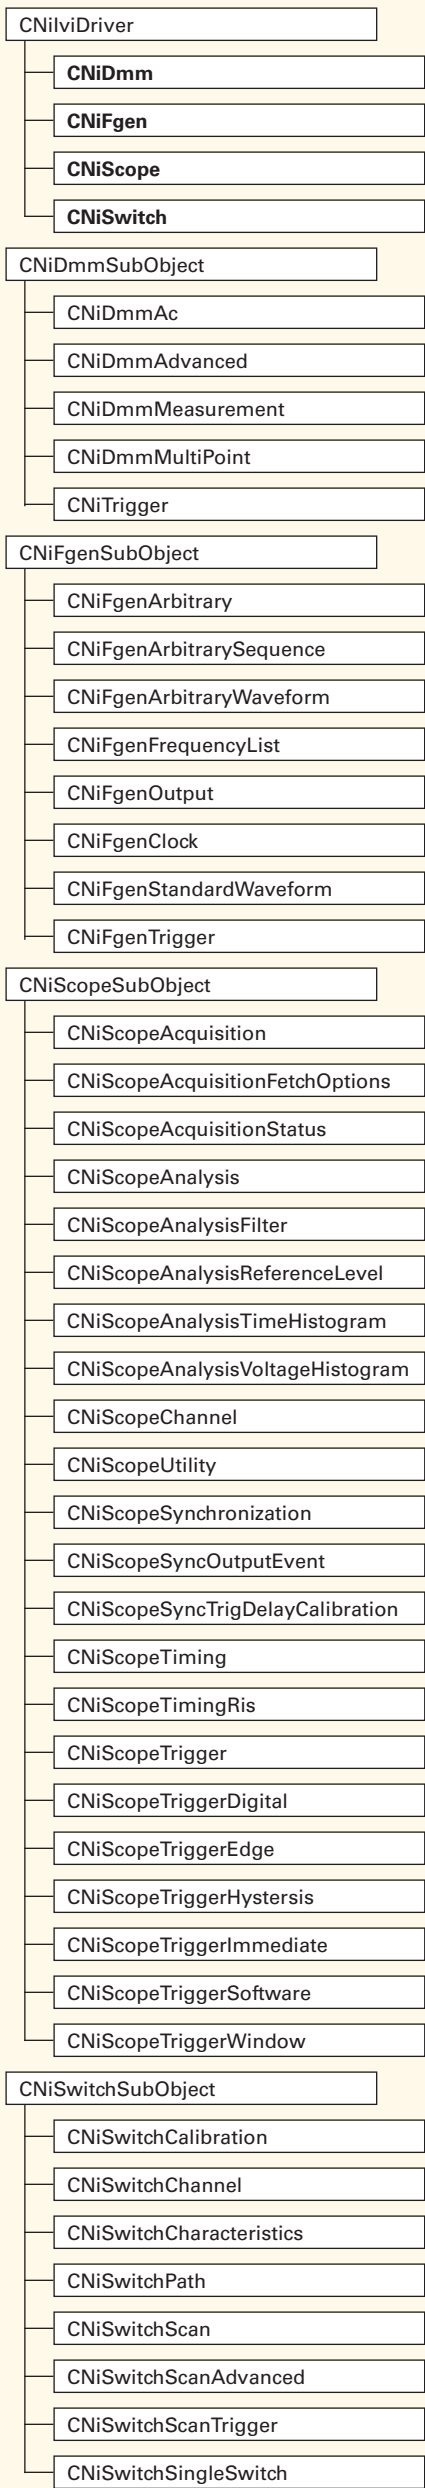 CNiIviDriver
CNiDmm
CNiFgen
CNiScope
CNiSwitch
CNiDmmSubObject
CNiDmmAc
CNiDmmAdvanced
CNiDmmMeasurement
CNiDmmMultiPoint
CNiTrigger
CNiFgenSubObject
CNiFgenArbitrary
CNiFgenArbitrarySequence
CNiFgenArbitraryWaveform
CNiFgenFrequencyList
CNiFgenOutput
CNiFgenClock
CNiFgenStandardWaveform
CNiFgenTrigger
CNiScopeSubObject
CNiScopeAcquisition
CNiScopeAcquisitionFetchOptions
CNiScopeAcquisitionStatus
CNiScopeAnalysis
CNiScopeAnalysisFilter
CNiScopeAnalysisReferenceLevel
CNiScopeAnalysisTimeHistogram
CNiScopeAnalysisVoltageHistogram
CNiScopeChannel
CNiScopeUtility
CNiScopeSynchronization
CNiScopeSyncOutputEvent
CNiScopeSyncTrigDelayCalibration
CNiScopeTiming
CNiScopeTimingRis
CNiScopeTrigger
CNiScopeTriggerDigital
CNiScopeTriggerEdge
CNiScopeTriggerHystersis
CNiScopeTriggerImmediate
CNiScopeTriggerSoftware
CNiScopeTriggerWindow
CNiSwitchSubObject
CNiSwitchCalibration
CNiSwitchChannel
CNiSwitchCharacteristics
CNiSwitchPath
CNiSwitchScan
CNiSwitchScanAdvanced
CNiSwitchScanTrigger
CNiSwitchSingleSwitch